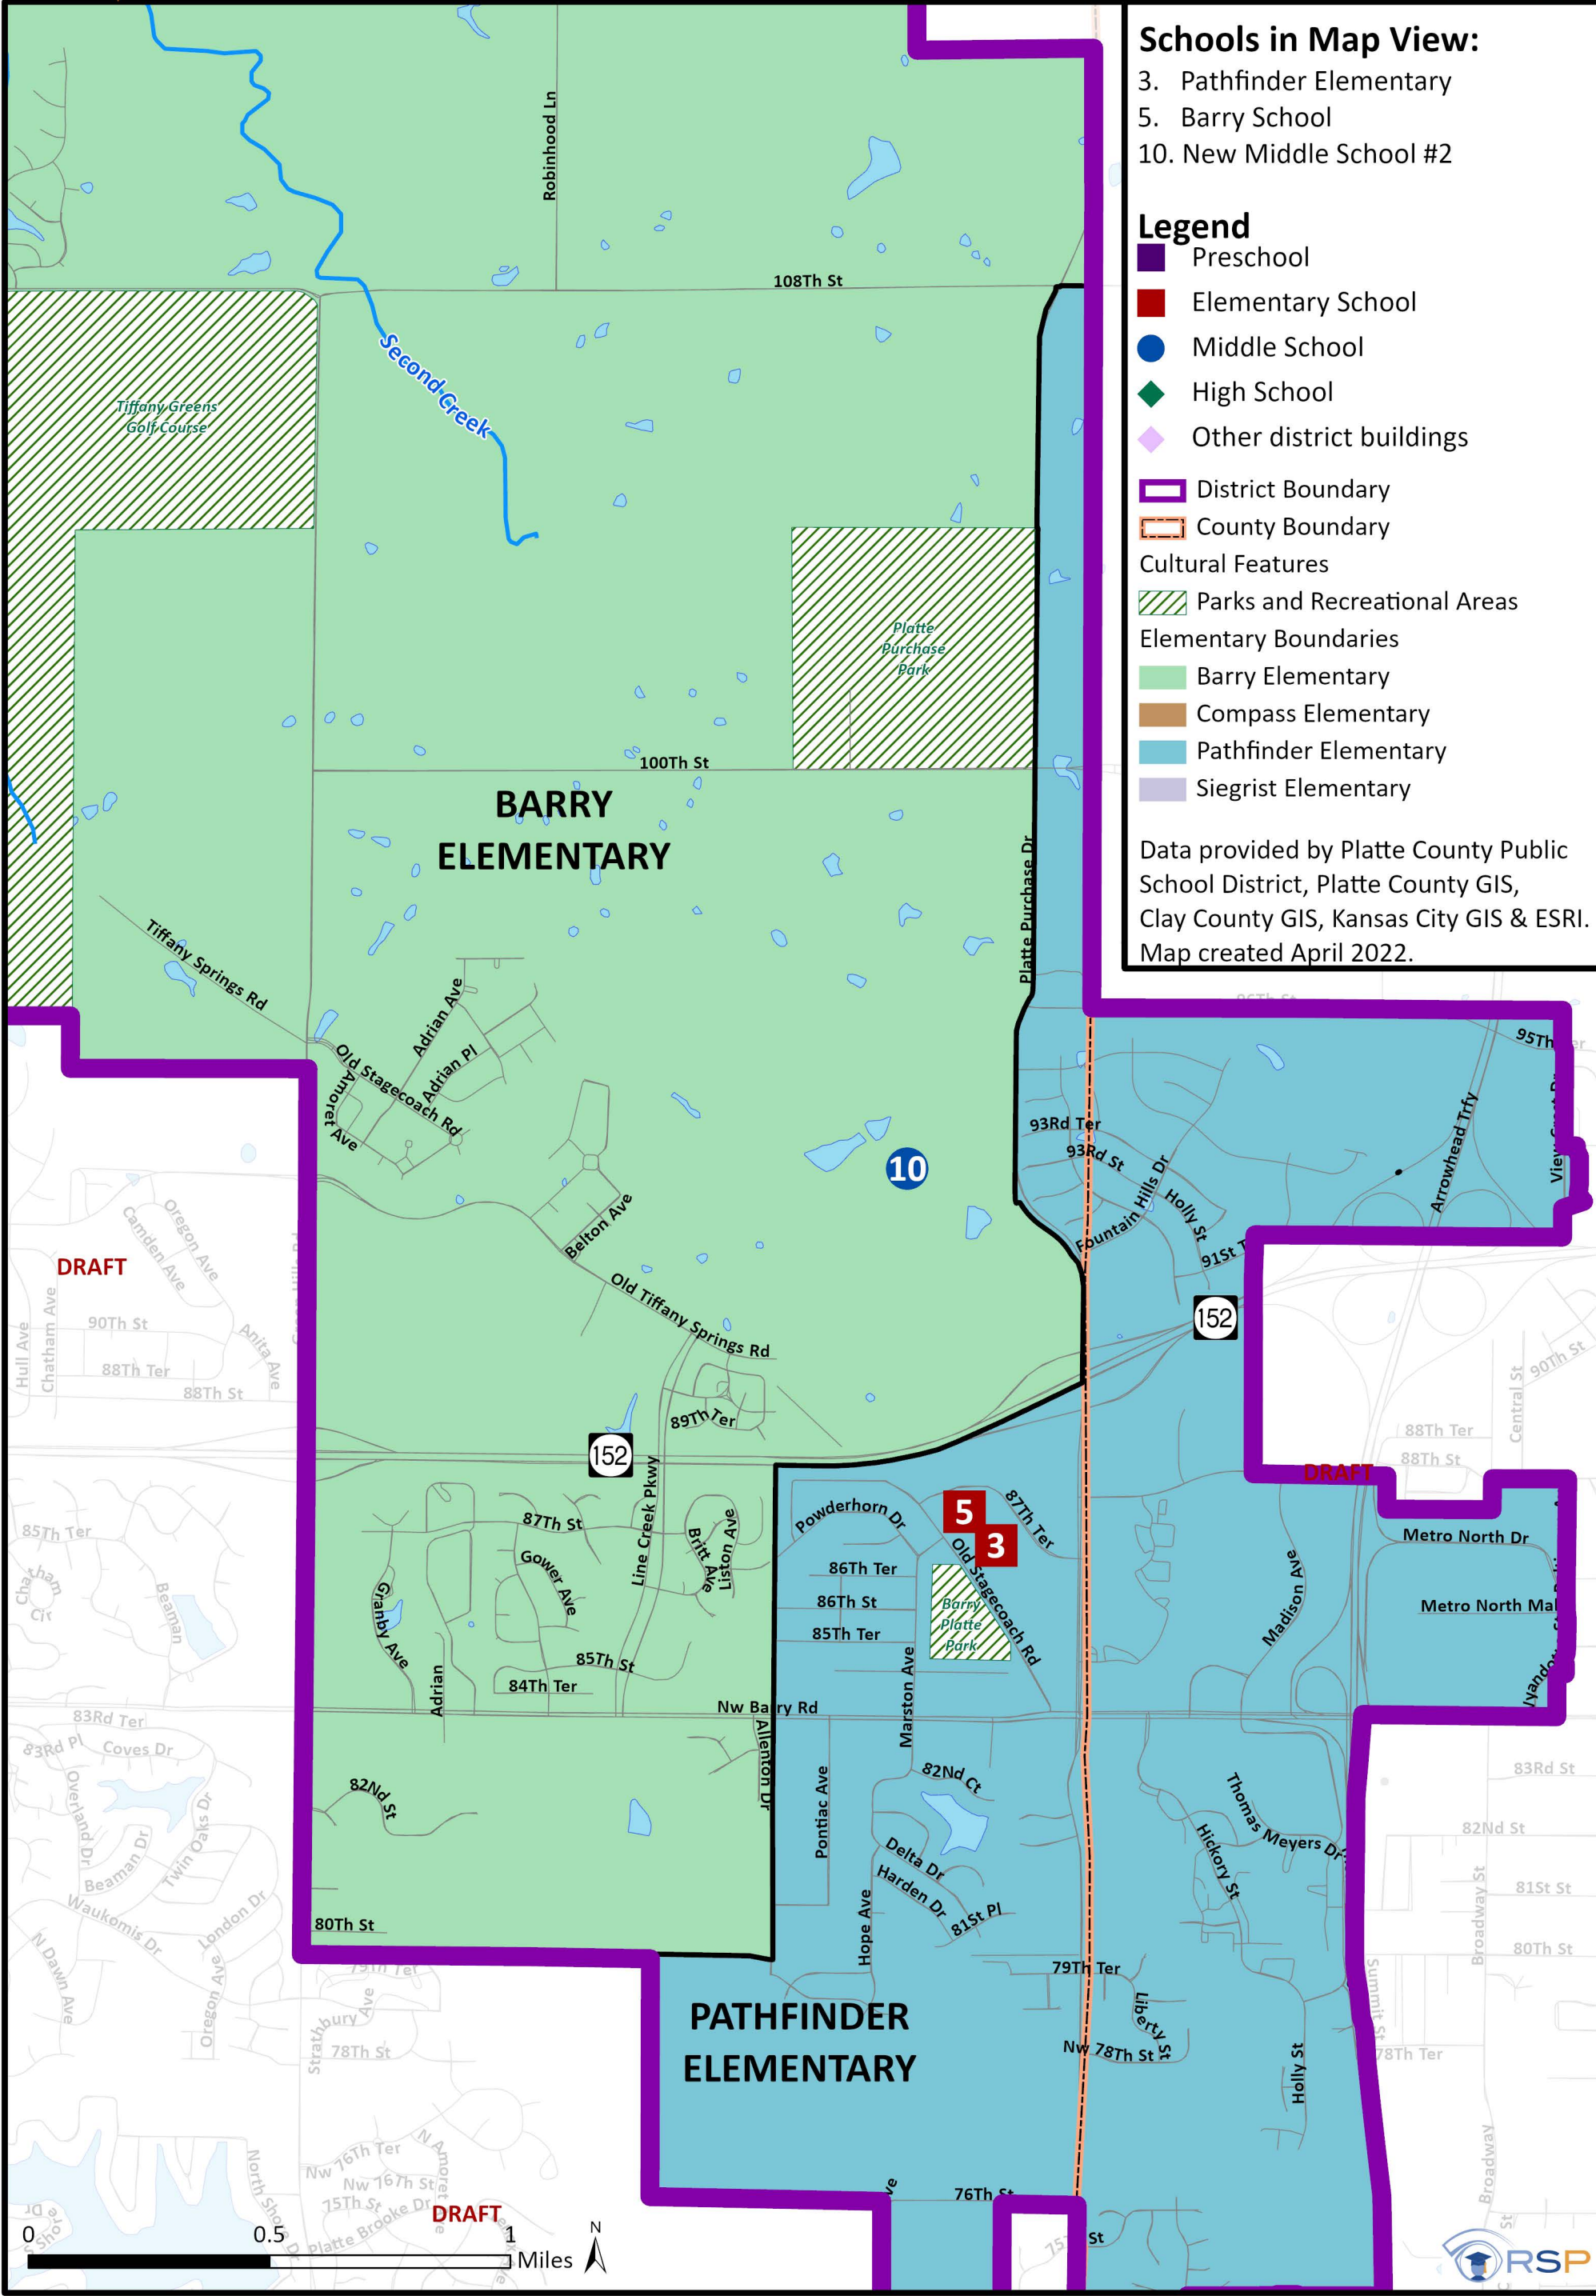 Schools in Map View:
3. Pathfinder Elementary
5. Barry School
10. New Middle School #2
Legend
Preschool
Elementary School
Middle School
High School
Other district buildings
District Boundary
County Boundary
Cultural Features
Parks and Recreational Areas
Elementary Boundaries
Barry Elementary
Compass Elementary
Pathfinder Elementary
Siegrist Elementary
Data provided by Platte County Public
School District, Platte County GIS,
Clay County GIS, Kansas City GIS & ESRI.
Map created April 2022.
Robinhood Ln
108Th St
Second Creek
Tiffany Greens
Golf Course
Platte
Purchase
Park
100Th St
BARRY
ELEMENTARY
Platte Purchase Dr
Tiffany Springs Rd
Adrian Ave
Adrian Pl
Old Stagecoach Rd
Amoret Ave
95Th
Arrowhead Trfy
93Rd Ter
93Rd St
Fountain Hills Dr
Holly St
91St T
10
Belton Ave
Old Tiffany Springs Rd
Oregon Ave
Camden Ave
DRAFT
90Th St
Hull Ave
Chatham Ave
Anita Ave
88Th Ter
88Th St
152
89Th Ter
152
Line Creek Pkwy
Central St
90Th St
88Th Ter
88Th St
DRAFT
85Th Ter
Beaman
87Th St
Gower Ave
Britt Ave
Liston Ave
Granby Ave
Adrian
85Th St
84Th Ter
Powderhorn Dr
5
3
87Th Ter
86Th Ter
86Th St
85Th Ter
Old Stagecoach Rd
Barry
Platte
Park
Marston Ave
Madison Ave
Metro North Dr
Metro North Mal
Nw Barry Rd
Allenton Dr
83Rd Ter
83Rd Pl
Coves Dr
Overland Dr
Beaman Dr
Twin Oaks Dr
Waukomis Dr
London Dr
N Dawn Ave
Oregon Ave
82Nd St
80Th St
Pontiac Ave
82Nd Ct
Delta Dr
Harden Dr
81St Pl
Hope Ave
Thomas Meyers Dr
Hickory St
83Rd St
82Nd St
81St St
80Th St
Broadway St
Summit St
78Th Ter
79Th Ter
Liberty St
Nw 78Th St
Holly St
79Th Ter
Strathbury Ave
78Th St
PATHFINDER
ELEMENTARY
Nw 76Th Ter
Nw 76Th St
75Th St
Platte Brooke Dr
N Amoret Ave
North Shore Dr
DRAFT
76Th St
St
Broadway
0
0.5
1
Miles
N
RSP